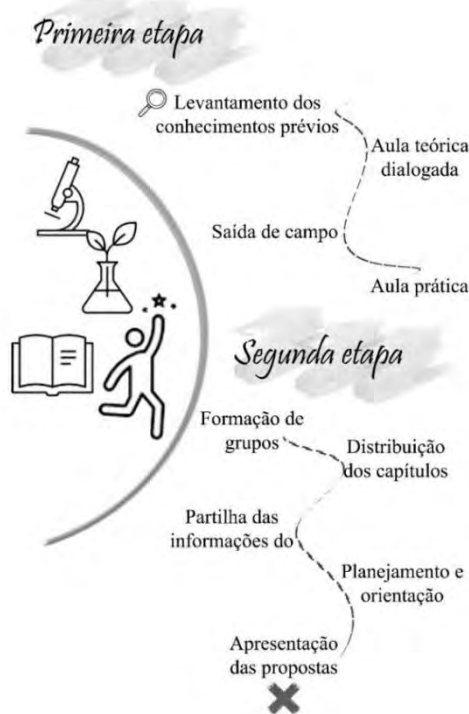 Primeira etapa
Levantamento dos
conhecimentos prévios
Aula teórica
dialogada
Saída de campo
Aula prática
Segunda etapa
Formação de
grupos
Distribuição
dos capítulos
Partilha das
informações do
Planejamento e
orientação
Apresentação
das propostas